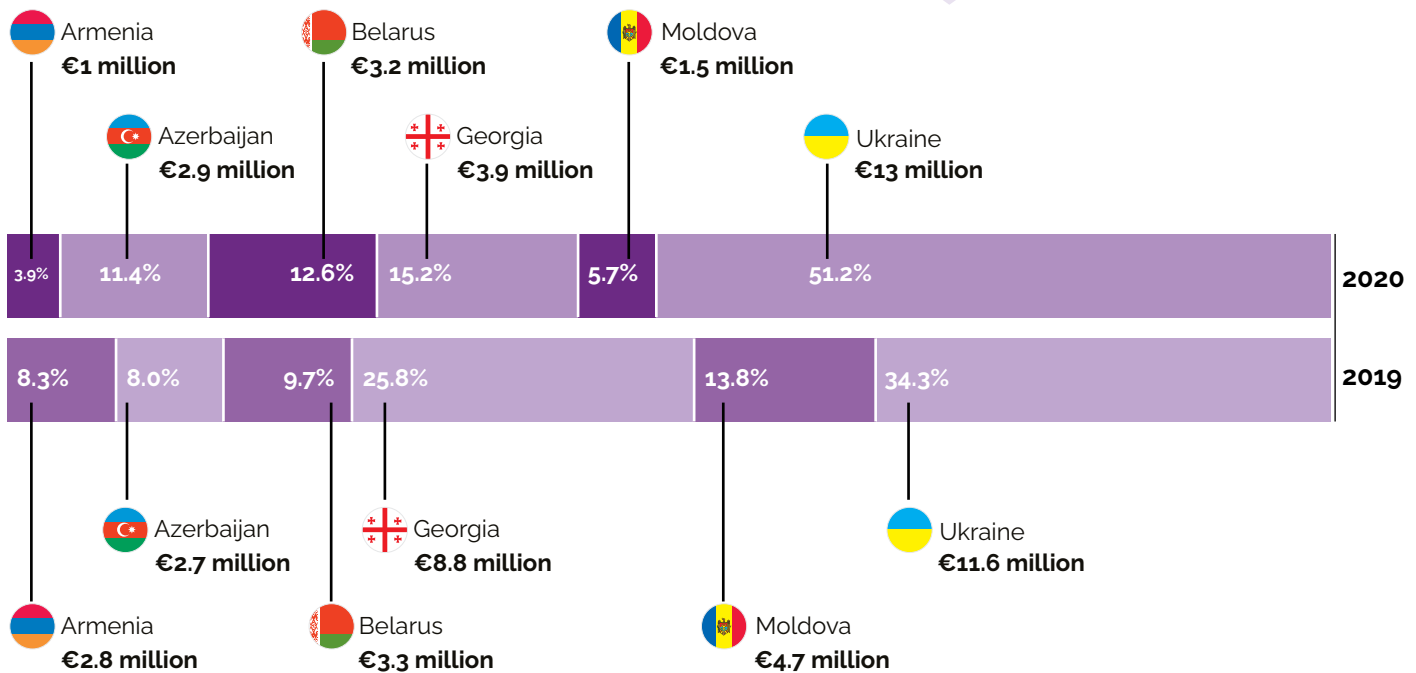 Armenia
€1 million
Belarus
€3.2 million
Moldova
€1.5 million
Azerbaijan
€2.9 million
Georgia
€3.9 million
Ukraine
€13 million
3.9%
11.4%
12.6%
15.2%
5.7%
51.2%
2020
8.3%
8.0%
9.7%
25.8%
13.8%
34.3%
2019
Azerbaijan
€2.7 million
Georgia
€8.8 million
Ukraine
€11.6 million
Armenia
€2.8 million
Belarus
€3.3 million
Moldova
€4.7 million